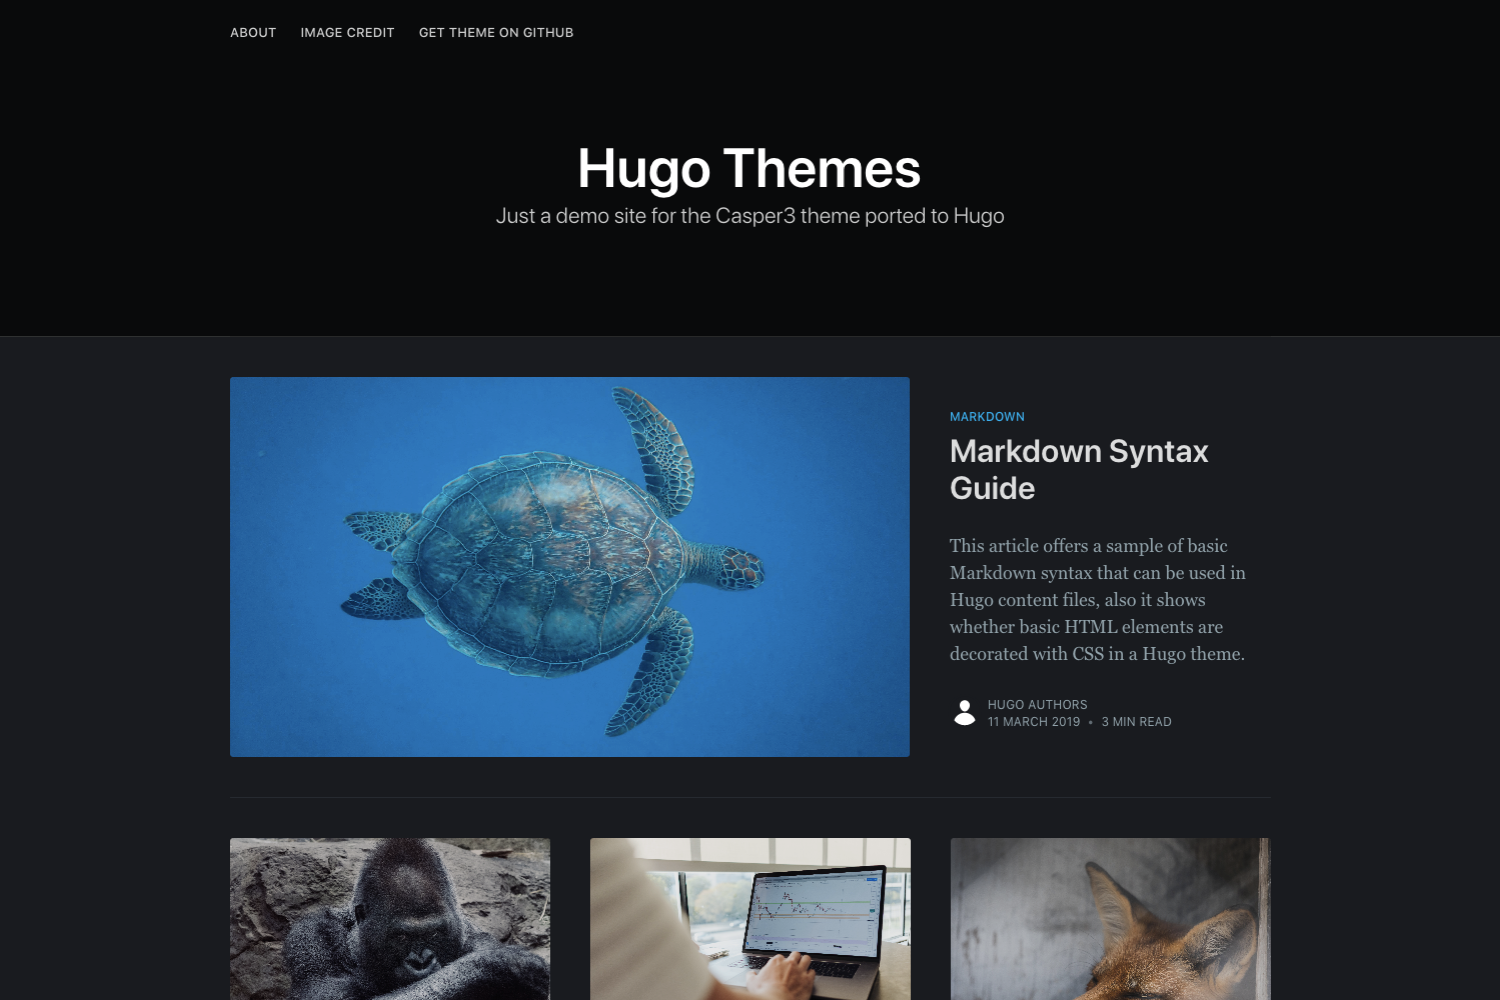 ABOUT IMAGE CREDIT GET THEME ON GITHUB
Hugo Themes
Just a demo site for the Casper3 theme ported to Hugo
MARKDOWN
Markdown Syntax
Guide
This article offers a sample of basic
Markdown syntax that can be used in
Hugo content files, also it shows
whether basic HTML elements are
decorated with CSS in a Hugo theme.
HUGO AUTHORS
11 MARCH 2019 • 3 MIN READ